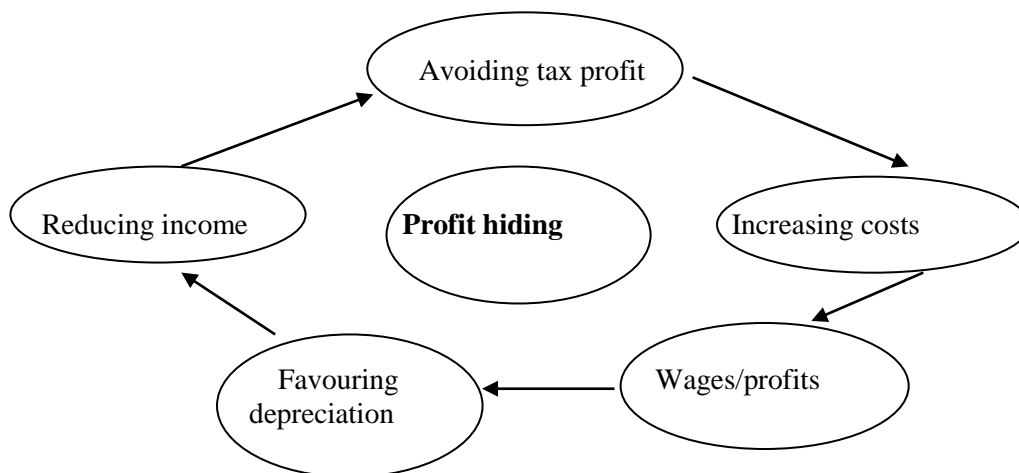 Avoiding tax profit
Reducing income
Profit hiding
Increasing costs
Favouring
depreciation
Wages/profits